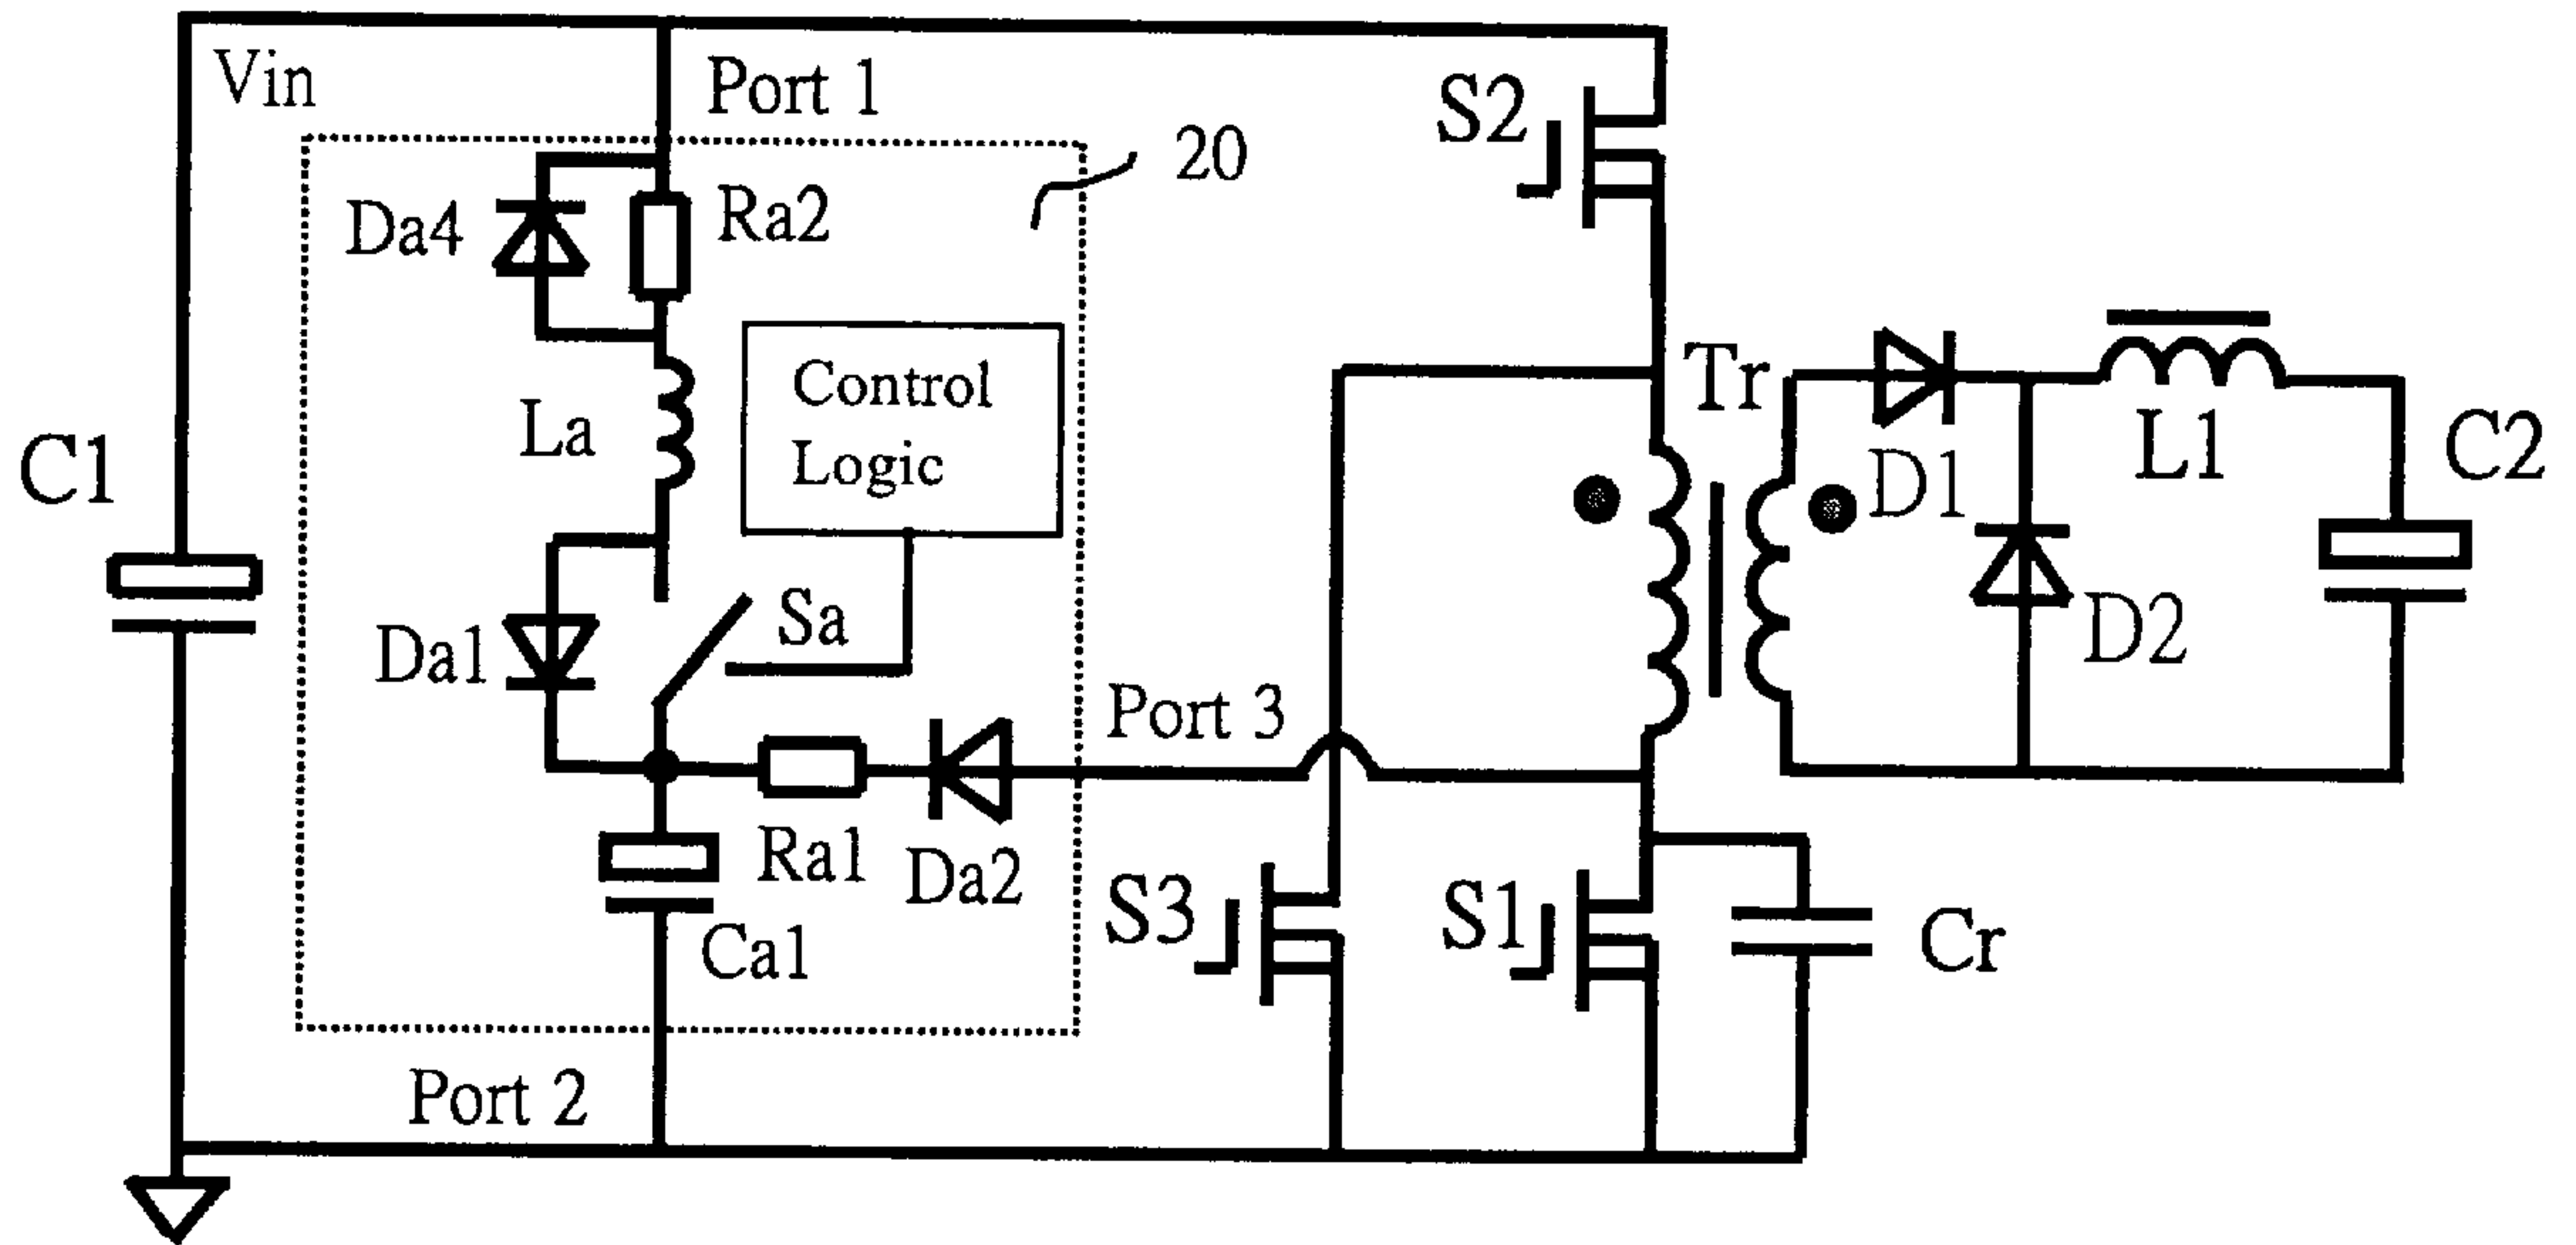 Vin
Port 1
S2
20
Da4
Ra2
Control
Logic
Tr
La
C1
D1
L1
C2
Sa
Da1
D2
Port 3
Ra1
Da2
S3
S1
Ca1
Cr
Port 2